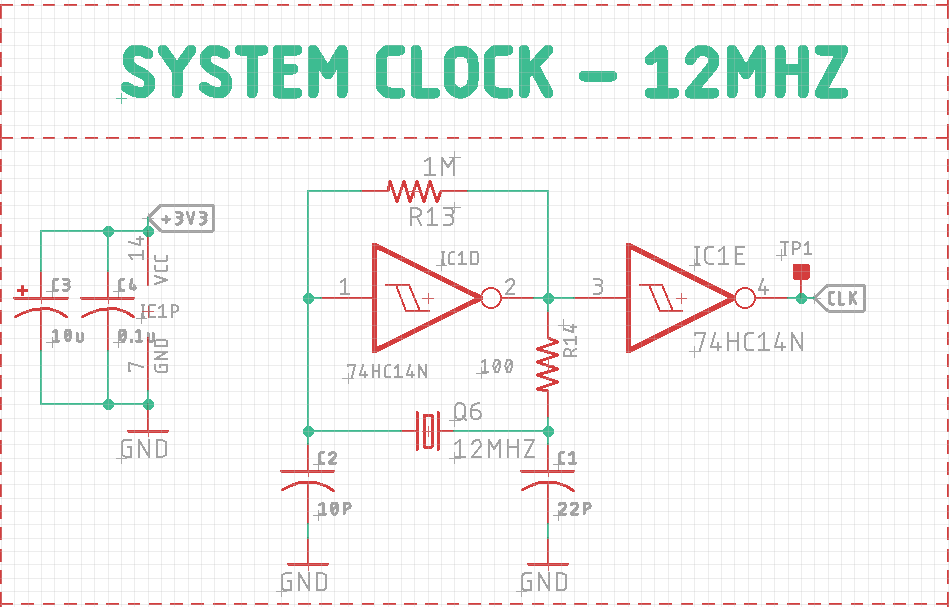 SYSTEM CLOCK – 12MHZ
1M
R13
+3V3
14
VCC
C3
C4
IE1P
10u
0.1u
7
GND
GND
1
IC1D
2
74HC14N
3
IC1E
4
74HC14N
TP1
CLK
100
R14
Q6
12MHZ
C2
10P
C1
22P
GND
GND